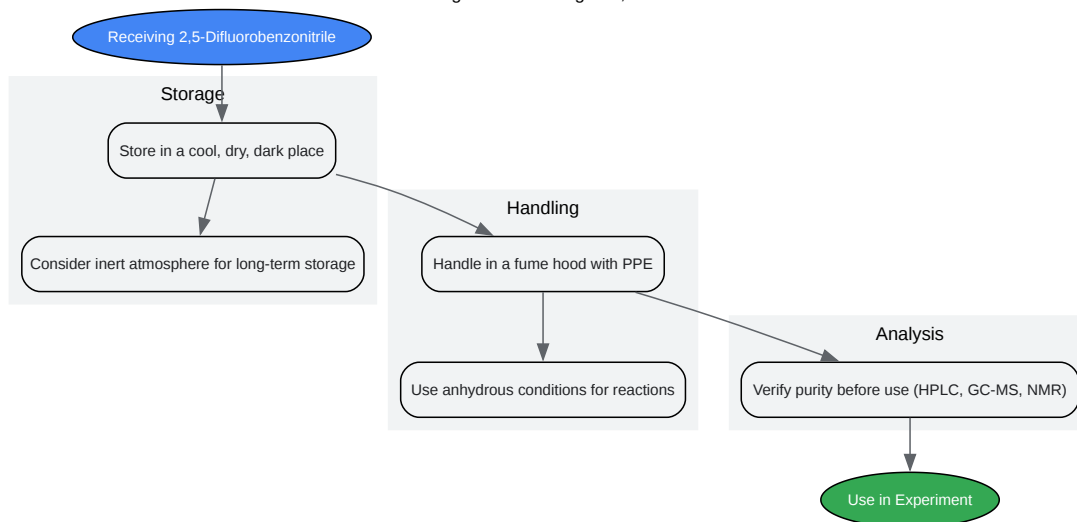 Receiving 2,5-Difluorobenzonitrile
Storage
Store in a cool, dry, dark place
Consider inert atmosphere for long-term storage
Handling
Handle in a fume hood with PPE
Use anhydrous conditions for reactions
Analysis
Verify purity before use (HPLC, GC-MS, NMR)
Use in Experiment